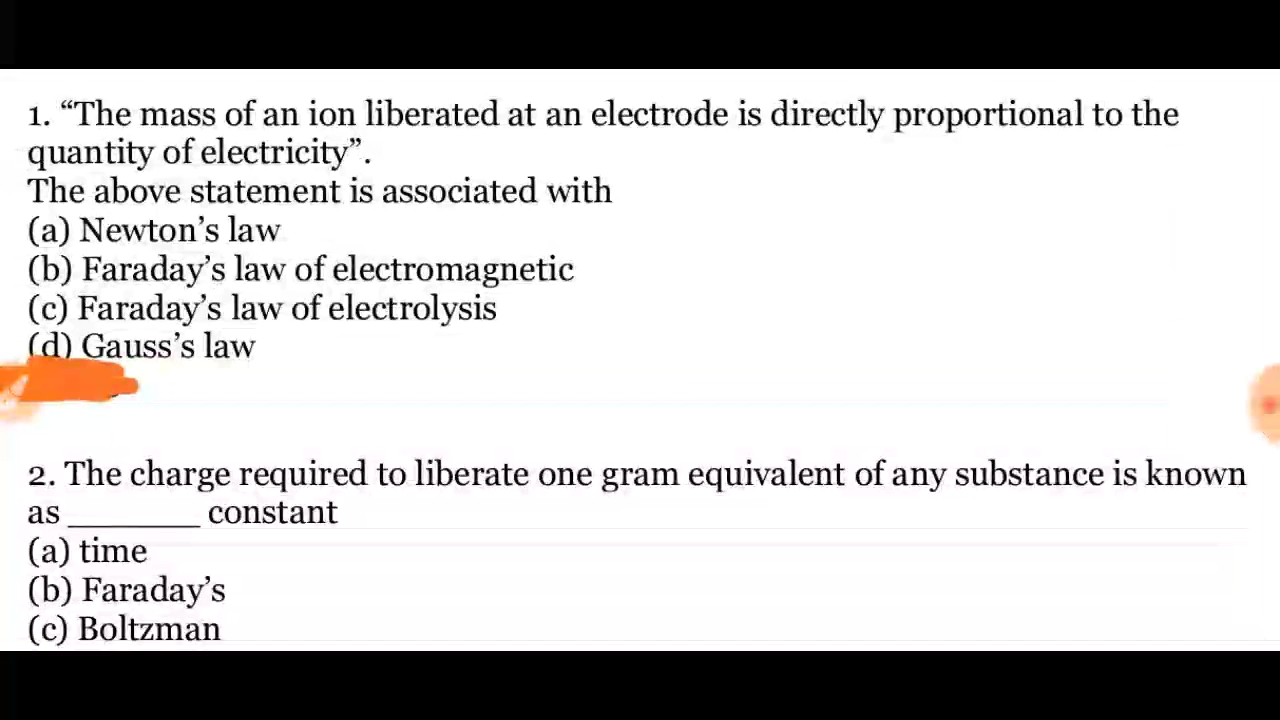 1. “The mass of an ion liberated at an electrode is directly proportional to the
quantity of electricity”.
The above statement is associated with
(a) Newton’s law
(b) Faraday’s law of electromagnetic
(c) Faraday’s law of electrolysis
(d) Gauss’s law
2. The charge required to liberate one gram equivalent of any substance is known
as _______ constant
(a) time
(b) Faraday’s
(c) Boltzman